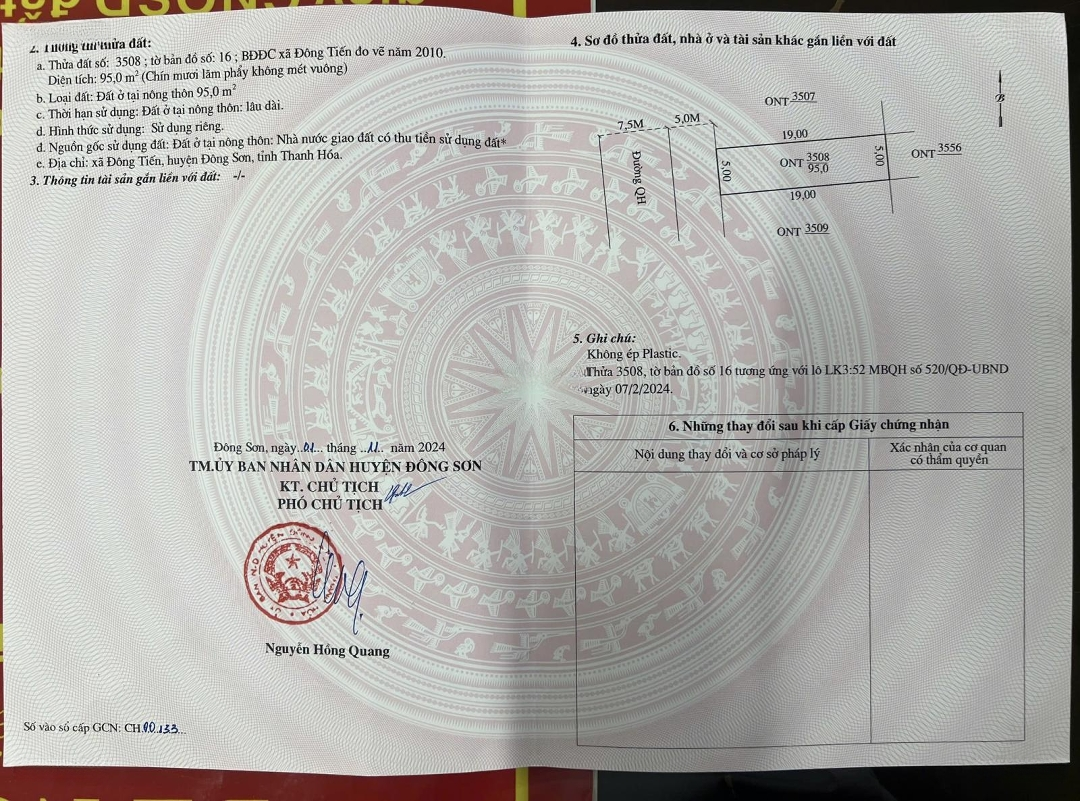 2. Thông tin thửa đất:
a. Thửa đất số: 3508 ; tờ bản đồ số: 16 ; BĐĐC xã Đông Tiến do vẽ năm 2010.
Diện tích: 95,0 m² (Chín mươi lăm phẩy không mét vuông)
b. Loại đất: Đất ở tại nông thôn 95,0 m²
c. Thời hạn sử dụng: Đất ở tại nông thôn: lâu dài.
d. Hình thức sử dụng: Sử dụng riêng.
đ. Nguồn gốc sử dụng đất: Đất ở tại nông thôn: Nhà nước giao đất có thu tiền sử dụng đất*
e. Địa chỉ: xã Đông Tiến, huyện Đông Sơn, tỉnh Thanh Hóa.
3. Thông tin tài sản gắn liền với đất: -/-
Đông Sơn, ngày..01... tháng ..11.. năm 2024
TM.ỦY BAN NHÂN DÂN HUYỆN ĐÔNG SƠN
KT. CHỦ TỊCH
PHÓ CHỦ TỊCH
Nguyễn Hồng Quang
Số vào sổ cấp GCN: CH.00.133...
4. Sơ đồ thửa đất, nhà ở và tài sản khác gắn liền với đất
B
ONT 3507
7,5M 5,0M
19,00
Đường QH
5,00
ONT 3508
95,0
5,00
ONT 3556
19,00
ONT 3509
5. Ghi chú:
Không ép Plastic.
Thửa 3508, tờ bản đồ số 16 tương ứng với lô LK3:52 MBQH số 520/QĐ-UBND
ngày 07/2/2024.
6. Những thay đổi sau khi cấp Giấy chứng nhận
Nội dung thay đổi và cơ sở pháp lý
Xác nhận của cơ quan
có thẩm quyền